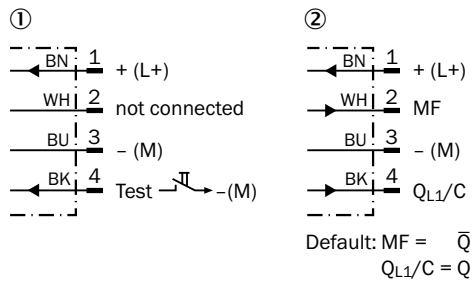 ①
BN 1 + (L+)
WH 2 not connected
BU 3 – (M)
BK 4 Test –(M)
②
BN 1 + (L+)
WH 2 MF
BU 3 – (M)
BK 4 QL1/C
Default: MF = Q̅
QL1/C = Q